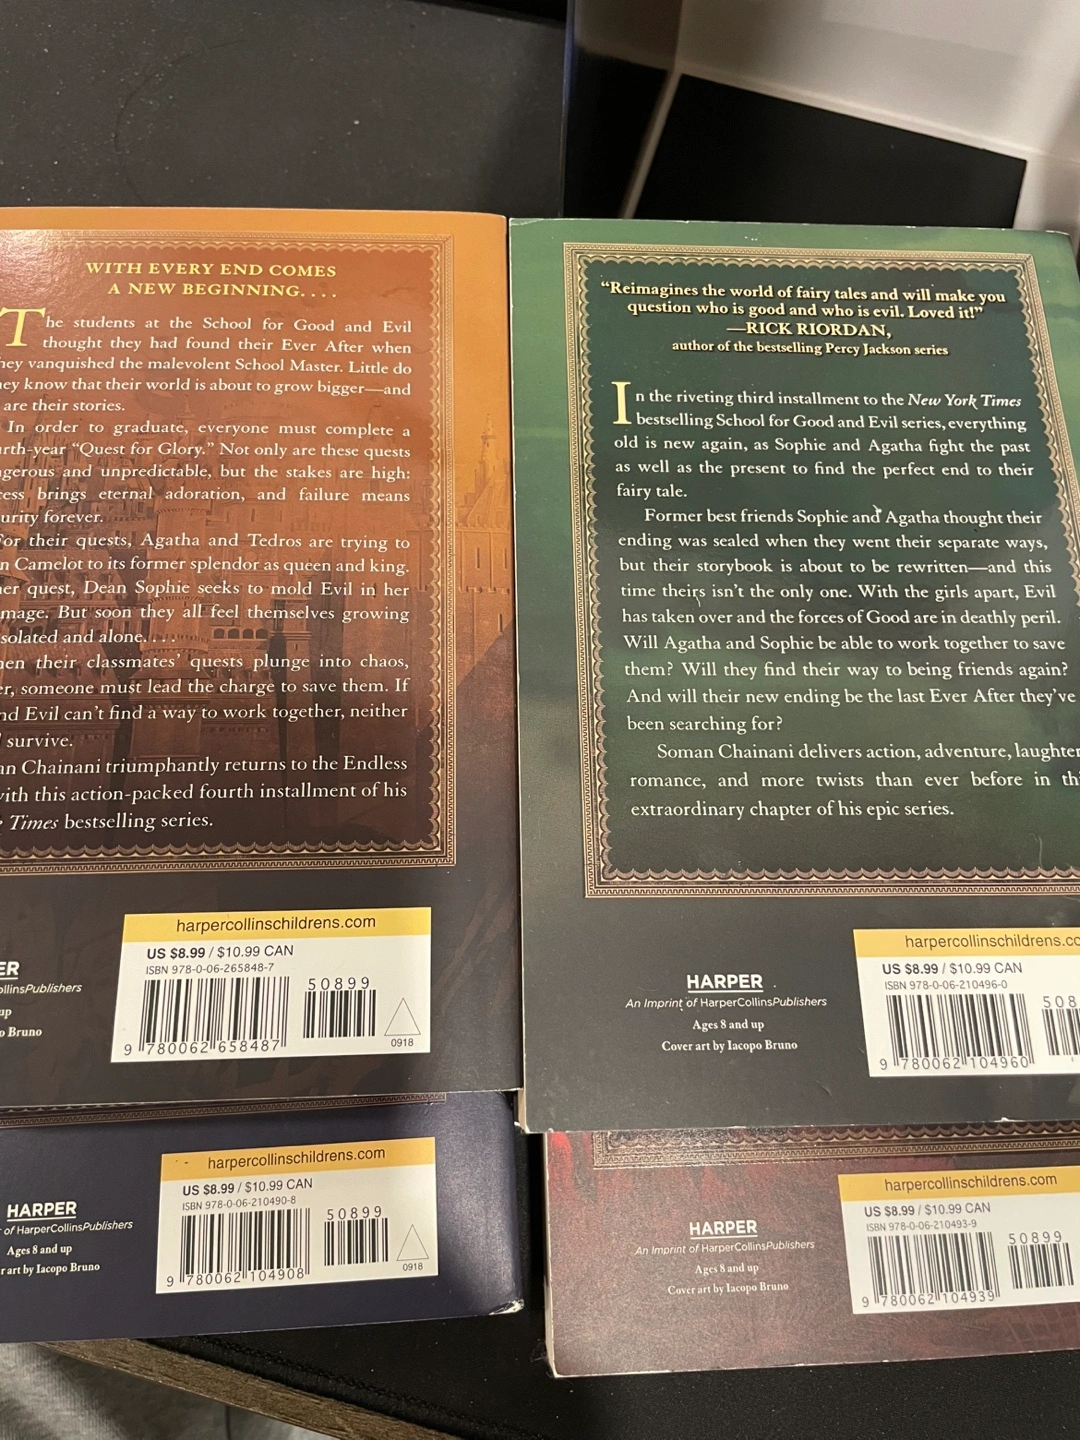 WITH EVERY END COMES
A NEW BEGINNING. . . .
The students at the School for Good and Evil
thought they had found their Ever After when
hey vanquished the malevolent School Master. Little do
ey know that their world is about to grow bigger—and
are their stories.
In order to graduate, everyone must complete a
rth-year “Quest for Glory.” Not only are these quests
ngerous and unpredictable, but the stakes are high:
ess brings eternal adoration, and failure means
urity forever.
For their quests, Agatha and Tedros are trying to
n Camelot to its former splendor as queen and king.
er quest, Dean Sophie seeks to mold Evil in her
mage. But soon they all feel themselves growing
solated and alone. . . .
hen their classmates’ quests plunge into chaos,
er, someone must lead the charge to save them. If
nd Evil can’t find a way to work together, neither
survive.
an Chainani triumphantly returns to the Endless
with this action-packed fourth installment of his
Times bestselling series.
harpercollinschildrens.com
US $8.99 / $10.99 CAN
ISBN 978-0-06-265848-7
50899
9 780062 658487
0918
ER
ollinsPublishers
up
o Bruno
“Reimagines the world of fairy tales and will make you
question who is good and who is evil. Loved it!”
—RICK RIORDAN,
author of the bestselling Percy Jackson series
In the riveting third installment to the New York Times
bestselling School for Good and Evil series, everything
old is new again, as Sophie and Agatha fight the past
as well as the present to find the perfect end to their
fairy tale.
Former best friends Sophie and Agatha thought their
ending was sealed when they went their separate ways,
but their storybook is about to be rewritten—and this
time theirs isn’t the only one. With the girls apart, Evil
has taken over and the forces of Good are in deathly peril.
Will Agatha and Sophie be able to work together to save
them? Will they find their way to being friends again?
And will their new ending be the last Ever After they’ve
been searching for?
Soman Chainani delivers action, adventure, laughter
romance, and more twists than ever before in th
extraordinary chapter of his epic series.
HARPER
An Imprint of HarperCollinsPublishers
Ages 8 and up
Cover art by Iacopo Bruno
harpercollinschildrens.co
US $8.99 / $10.99 CAN
ISBN 978-0-06-210496-0
508
9 780062 104960
HARPER
of HarperCollinsPublishers
Ages 8 and up
r art by Iacopo Bruno
harpercollinschildrens.com
US $8.99 / $10.99 CAN
ISBN 978-0-06-210490-8
50899
9 780062 104908
0918
HARPER
An Imprint of HarperCollinsPublishers
Ages 8 and up
Cover art by Iacopo Bruno
harpercollinschildrens.com
US $8.99 / $10.99 CAN
ISBN 978-0-06-210493-9
50899
9 780062 104939